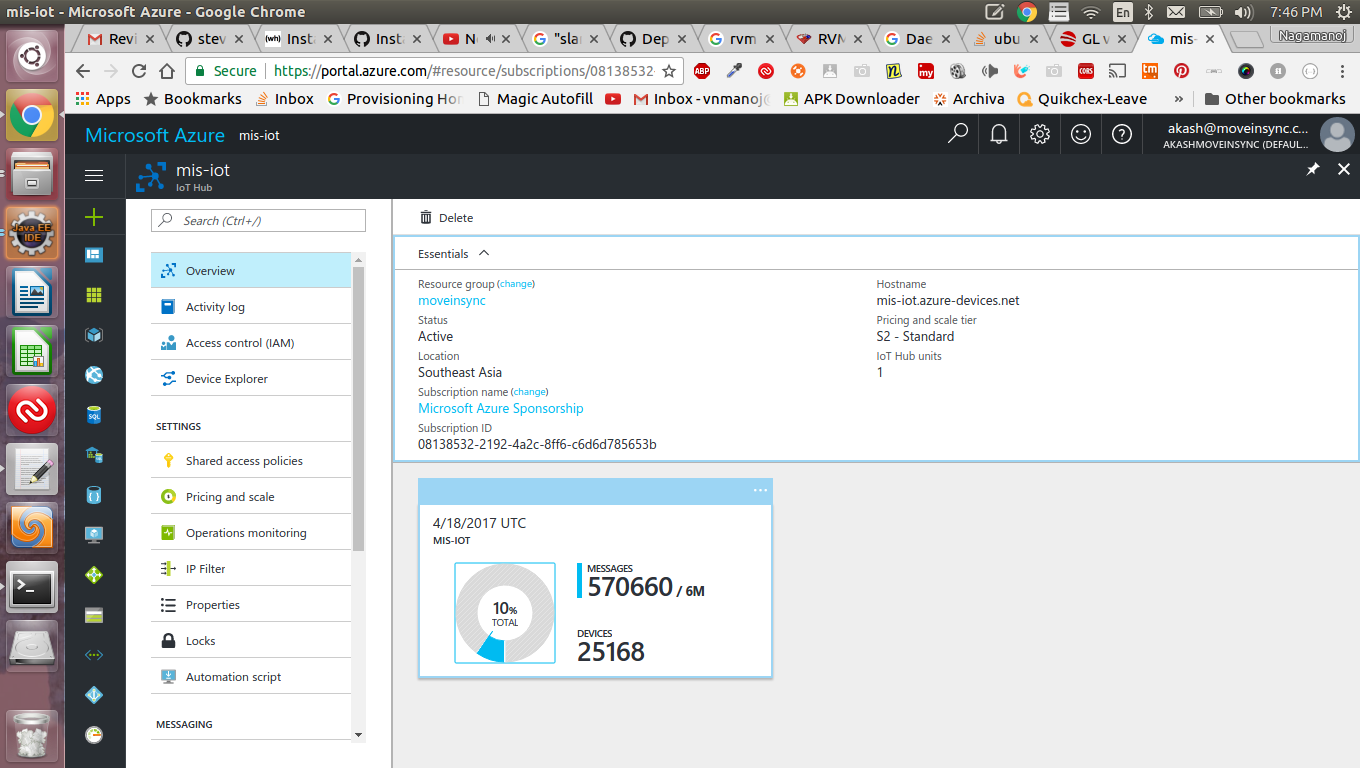 mis-iot - Microsoft Azure - Google Chrome
En
7:46 PM
Revi
stev
Insta
Insta
"sla
Dep
rvm
RVM
Dae
ubu
GL v
mis-
Nagamanoj
Secure
https://portal.azure.com/#resource/subscriptions/08138532-
ABP
my
CORS
Apps
Bookmarks
Inbox
Provisioning Hor
Magic Autofill
Inbox - vnmanoj@
APK Downloader
Archiva
Quikchex-Leave
»
Other bookmarks
Microsoft Azure
mis-iot
akash@moveinsync.c...
AKASHMOVEINSYNC (DEFAUL...
mis-iot
IoT Hub
Java EE
IDE
SQL
Search (Ctrl+/)
Overview
Activity log
Access control (IAM)
Device Explorer
SETTINGS
Shared access policies
Pricing and scale
Operations monitoring
IP Filter
Properties
Locks
Automation script
MESSAGING
Delete
Essentials
Resource group (change)
moveinsync
Status
Active
Location
Southeast Asia
Subscription name (change)
Microsoft Azure Sponsorship
Subscription ID
08138532-2192-4a2c-8ff6-c6d6d785653b
Hostname
mis-iot.azure-devices.net
Pricing and scale tier
S2 - Standard
IoT Hub units
1
...
4/18/2017 UTC
MIS-IOT
10%
TOTAL
MESSAGES
570660 / 6M
DEVICES
25168